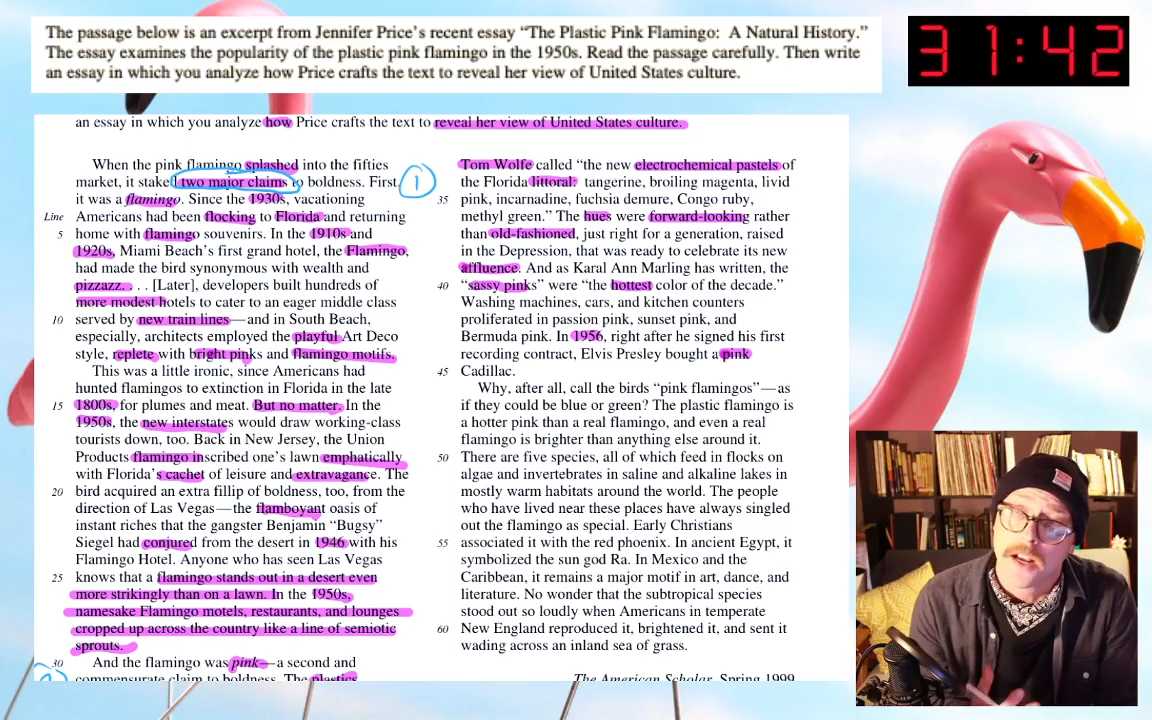 The passage below is an excerpt from Jennifer Price's recent essay “The Plastic Pink Flamingo: A Natural History.”
The essay examines the popularity of the plastic pink flamingo in the 1950s. Read the passage carefully. Then write
an essay in which you analyze how Price crafts the text to reveal her view of United States culture.
31:42
an essay in which you analyze how Price crafts the text to reveal her view of United States culture.
When the pink flamingo splashed into the fifties
market, it staked two major claims to boldness. First,
it was a flamingo. Since the 1930s, vacationing
Line Americans had been flocking to Florida and returning
5 home with flamingo souvenirs. In the 1910s and
1920s, Miami Beach's first grand hotel, the Flamingo,
had made the bird synonymous with wealth and
pizzazz. . . . [Later], developers built hundreds of
more modest hotels to cater to an eager middle class
10 served by new train lines—and in South Beach,
especially, architects employed the playful Art Deco
style, replete with bright pinks and flamingo motifs.
This was a little ironic, since Americans had
hunted flamingos to extinction in Florida in the late
15 1800s, for plumes and meat. But no matter. In the
1950s, the new interstates would draw working-class
tourists down, too. Back in New Jersey, the Union
Products flamingo inscribed one's lawn emphatically
with Florida's cachet of leisure and extravagance. The
20 bird acquired an extra fillip of boldness, too, from the
direction of Las Vegas—the flamboyant oasis of
instant riches that the gangster Benjamin “Bugsy”
Siegel had conjured from the desert in 1946 with his
Flamingo Hotel. Anyone who has seen Las Vegas
25 knows that a flamingo stands out in a desert even
more strikingly than on a lawn. In the 1950s,
namesake Flamingo motels, restaurants, and lounges
cropped up across the country like a line of semiotic
sprouts.
30 And the flamingo was pink—a second and
commensurate claim to boldness. The plastics
1
Tom Wolfe called “the new electrochemical pastels of
the Florida littoral: tangerine, broiling magenta, livid
35 pink, incarnadine, fuchsia demure, Congo ruby,
methyl green.” The hues were forward-looking rather
than old-fashioned, just right for a generation, raised
in the Depression, that was ready to celebrate its new
affluence. And as Karal Ann Marling has written, the
40 “sassy pinks” were “the hottest color of the decade.”
Washing machines, cars, and kitchen counters
proliferated in passion pink, sunset pink, and
Bermuda pink. In 1956, right after he signed his first
recording contract, Elvis Presley bought a pink
45 Cadillac.
Why, after all, call the birds “pink flamingos”—as
if they could be blue or green? The plastic flamingo is
a hotter pink than a real flamingo, and even a real
flamingo is brighter than anything else around it.
50 There are five species, all of which feed in flocks on
algae and invertebrates in saline and alkaline lakes in
mostly warm habitats around the world. The people
who have lived near these places have always singled
out the flamingo as special. Early Christians
55 associated it with the red phoenix. In ancient Egypt, it
symbolized the sun god Ra. In Mexico and the
Caribbean, it remains a major motif in art, dance, and
literature. No wonder that the subtropical species
stood out so loudly when Americans in temperate
60 New England reproduced it, brightened it, and sent it
wading across an inland sea of grass.
The American Scholar, Spring 1999